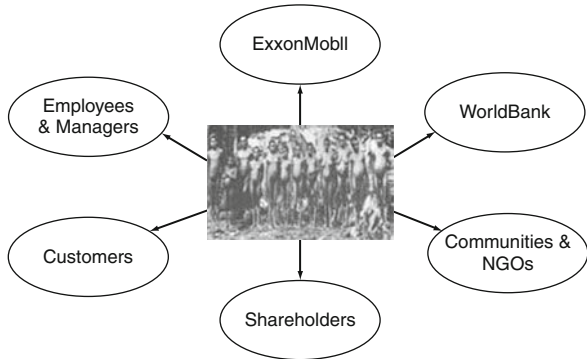 ExxonMobll
Employees
& Managers
WorldBank
Customers
Communities &
NGOs
Shareholders